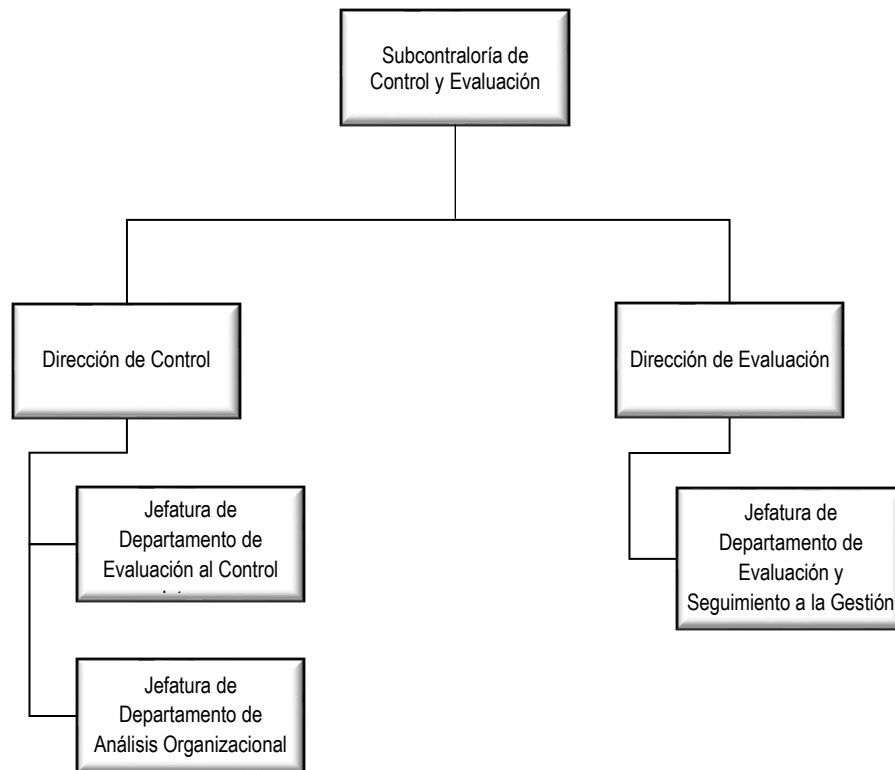 Subcontraloría de
Control y Evaluación
Dirección de Control
Dirección de Evaluación
Jefatura de
Departamento de
Evaluación al Control
Jefatura de
Departamento de
Evaluación y
Seguimiento a la Gestión
Jefatura de
Departamento de
Análisis Organizacional